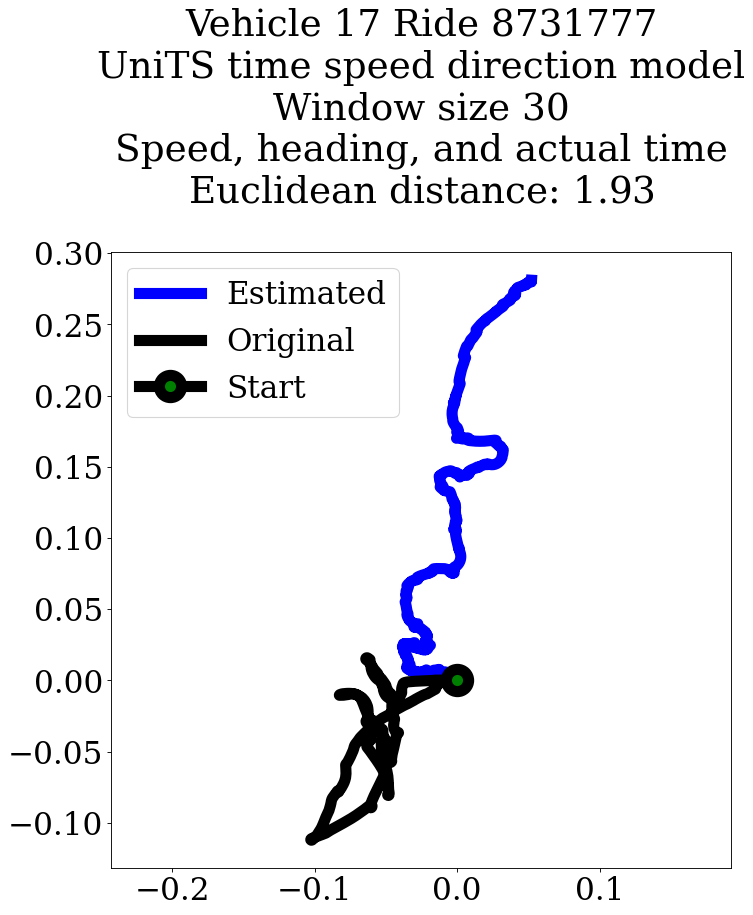 Vehicle 17 Ride 8731777
UniTS time speed direction model
Window size 30
Speed, heading, and actual time
Euclidean distance: 1.93
0.30
0.25
0.20
0.15
0.10
0.05
0.00
−0.05
−0.10
Estimated
Original
Start
−0.2
−0.1
0.0
0.1